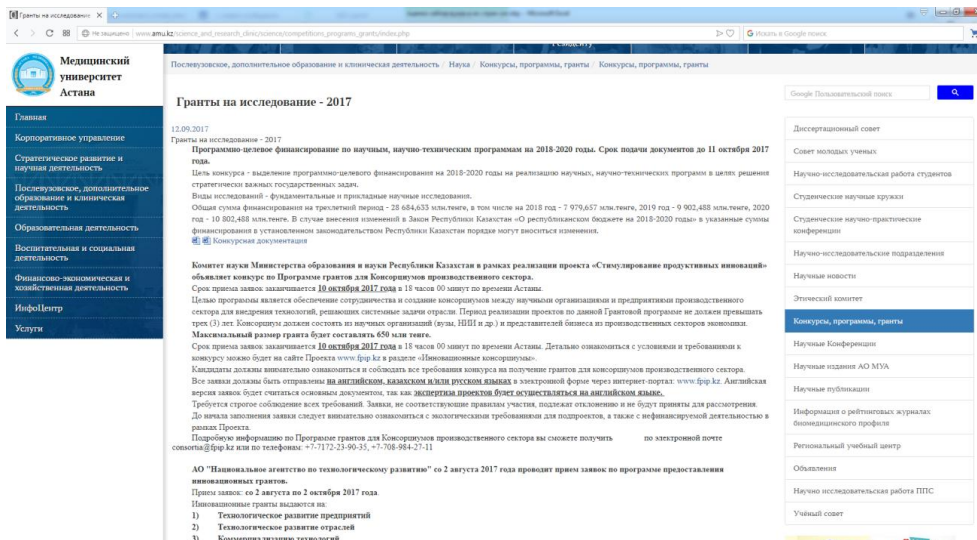 Гранты на исследование
Не защищено www.amu.kz/science_and_research_clinic/science/competitions_programs_grants/index.php
Искать в Google поиск
Медицинский
университет
Астана
Главная
Корпоративное управление
Стратегическое развитие и
научная деятельность
Послевузовское, дополнительное
образование и клиническая
деятельность
Образовательная деятельность
Воспитательная и социальная
деятельность
Финансово-экономическая и
хозяйственная деятельность
ИнфоЦентр
Услуги
Послевузовское, дополнительное образование и клиническая деятельность / Наука / Конкурсы, программы, гранты / Конкурсы, программы, гранты
Гранты на исследование - 2017
12.09.2017
Гранты на исследование - 2017
Программно-целевое финансирование по научным, научно-техническим программам на 2018-2020 годы. Срок подачи документов до 11 октября 2017
года.
Цель конкурса - выделение программно-целевого финансирования на 2018-2020 годы на реализацию научных, научно-технических программ в целях решения
стратегически важных государственных задач.
Виды исследований - фундаментальные и прикладные научные исследования.
Общая сумма финансирования на трехлетний период - 28 684,633 млн.тенге, в том числе на 2018 год - 7 979,657 млн.тенге, 2019 год - 9 902,488 млн.тенге, 2020
год - 10 802,488 млн.тенге. В случае внесения изменений в Закон Республики Казахстан «О республиканском бюджете на 2018-2020 годы» в указанные суммы
финансирования в установленном законодательством Республики Казахстан порядке могут вноситься изменения.
Конкурсная документация
Комитет науки Министерства образования и науки Республики Казахстан в рамках реализации проекта «Стимулирование продуктивных инноваций»
объявляет конкурс по Программе грантов для Консорциумов производственного сектора.
Срок приема заявок заканчивается 10 октября 2017 года в 18 часов 00 минут по времени Астаны.
Целью программы является обеспечение сотрудничества и создание консорциумов между научными организациями и предприятиями производственного
сектора для внедрения технологий, решающих системные задачи отрасли. Период реализации проектов по данной Грантовой программе не должен превышать
трех (3) лет. Консорциум должен состоять из научных организаций (вузы, НИИ и др.) и представителей бизнеса из производственных секторов экономики.
Максимальный размер гранта будет составлять 650 млн тенге.
Срок приема заявок заканчивается 10 октября 2017 года в 18 часов 00 минут по времени Астаны. Детально ознакомиться с условиями и требованиями к
конкурсу можно будет на сайте Проекта www.fpip.kz в разделе «Инновационные консорциумы».
Кандидаты должны внимательно ознакомиться и соблюдать все требования конкурса на получение грантов для консорциумов производственного сектора.
Все заявки должны быть отправлены на английском, казахском и/или русском языках в электронной форме через интернет-портал: www.fpip.kz. Английская
версия заявок будет считаться основным документом, так как экспертиза проектов будет осуществляться на английском языке.
Требуется строгое соблюдение всех требований. Заявки, не соответствующие правилам участия, подлежат отклонению и не будут приняты для рассмотрения.
До начала заполнения заявки следует внимательно ознакомиться с экологическими требованиями для подпроектов, а также с нефинансируемой деятельностью в
рамках Проекта.
Подробную информацию по Программе грантов для Консорциумов производственного сектора вы сможете получить по электронной почте
consortia@fpip.kz или по телефонам: +7-7172-23-90-35, +7-708-984-27-11
АО "Национальное агентство по технологическому развитию" со 2 августа 2017 года проводит прием заявок по программе предоставления
инновационных грантов.
Прием заявок: со 2 августа по 2 октября 2017 года.
Инновационные гранты выдаются на:
1) Технологическое развитие предприятий
2) Технологическое развитие отраслей
3) Коммерциализацию технологий
Google Пользовательский поиск
Диссертационный совет
Совет молодых ученых
Научно-исследовательская работа студентов
Студенческие научные кружки
Студенческие научно-практические
конференции
Научно-исследовательские подразделения
Научные новости
Этический комитет
Конкурсы, программы, гранты
Научные Конференции
Научные издания АО МУА
Научные публикации
Информация о рейтинговых журналах
биомедицинского профиля
Региональный учебный центр
Объявления
Научно исследовательская работа ППС
Учёный совет